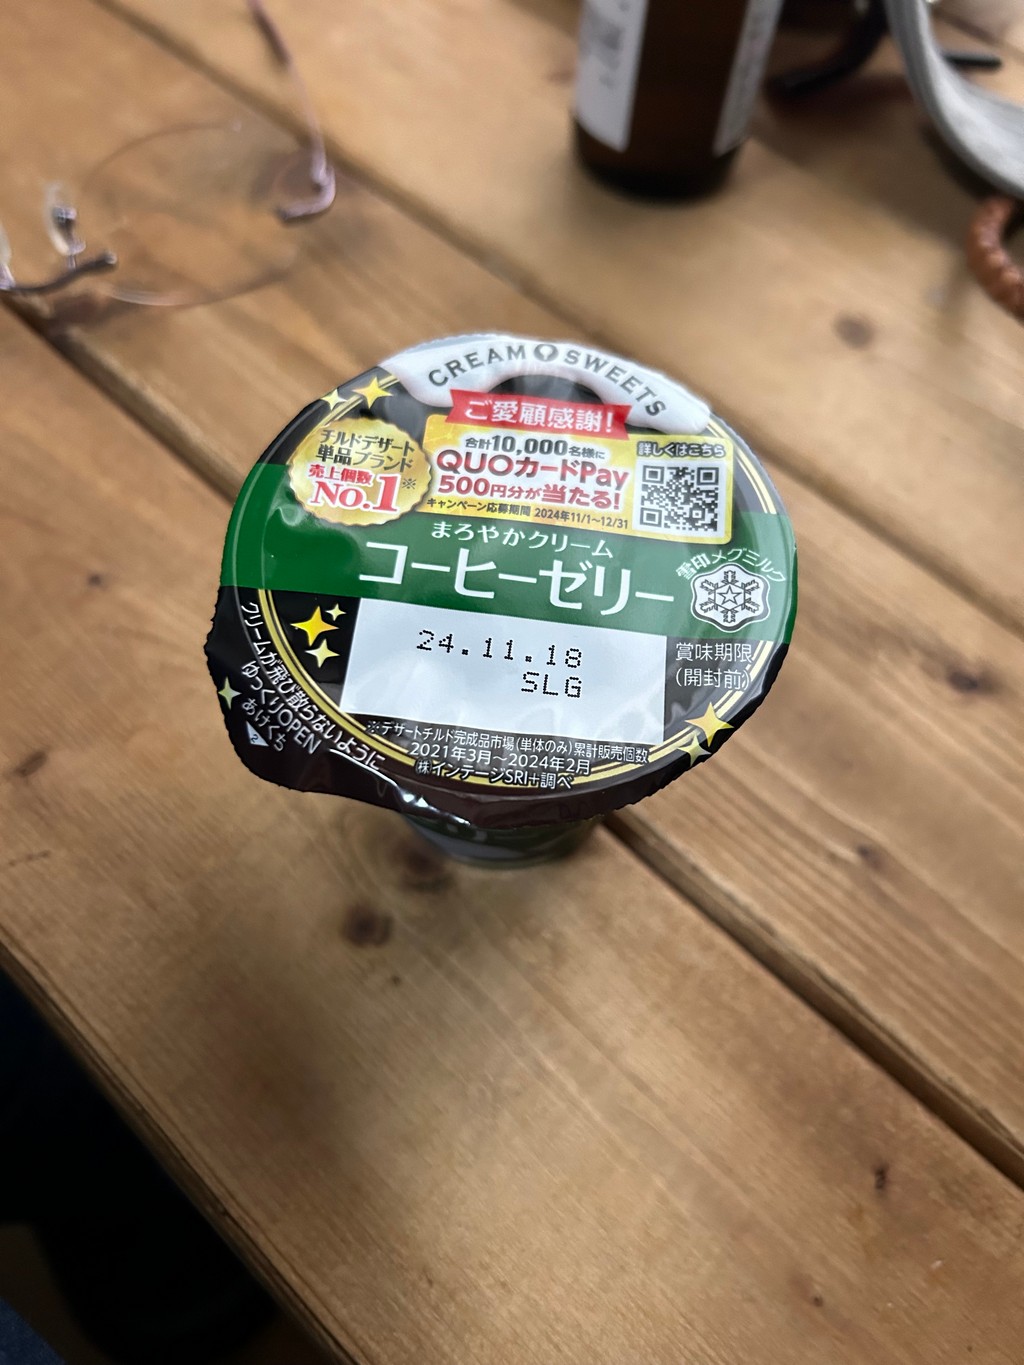 CREAM SWEETS
ご愛顧感謝!
チルドデザート
単品ブランド
売上個数
No.1※
合計10,000名様に
QUOカードPay
500円分が当たる!
キャンペーン応募期間 2024年11/1~12/31
詳しくはこちら
まろやかクリーム
コーヒーゼリー
雪印メグミルク
24.11.18
SLG
賞味期限
(開封前)
クリームが飛び散らないように
ゆっくりOPEN
あけくち
※デザートチルド完成品市場(単体のみ)累計販売個数
2021年3月~2024年2月
㈱インテージSRI+調べ